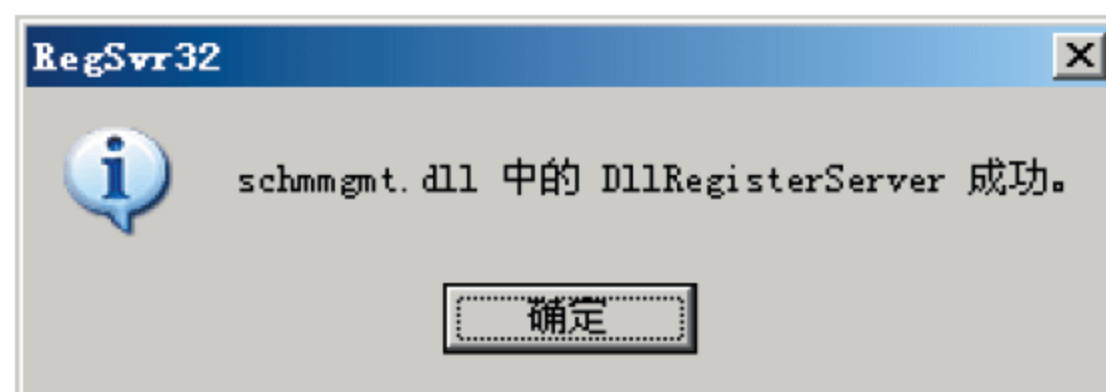 RegSvr32
schmmgmt.dll 中的 DllRegisterServer 成功。
确定